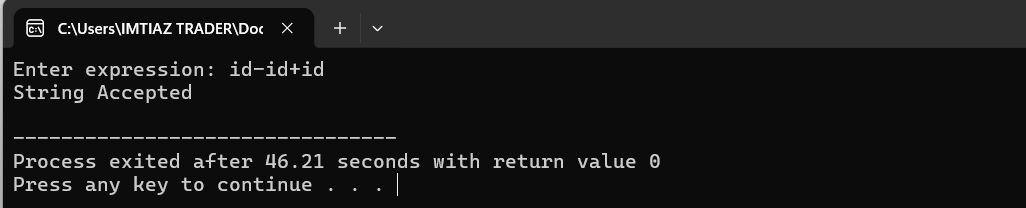 C:\Users\IMTIAZ TRADER\Doc
Enter expression: id-id+id
String Accepted
--------------------------------
Process exited after 46.21 seconds with return value 0
Press any key to continue . . .